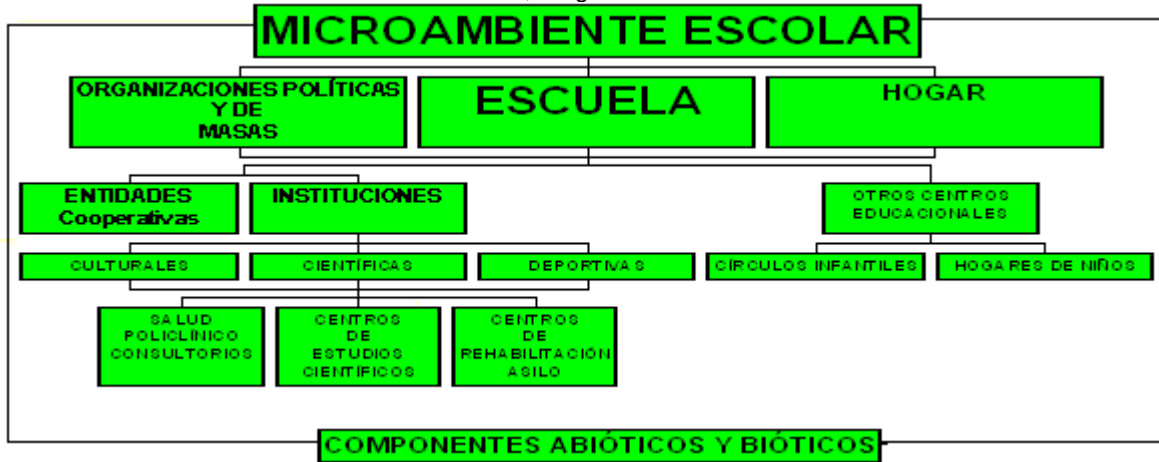 MICROAMBIENTE ESCOLAR
ORGANIZACIONES POLÍTICAS
Y DE
MASAS
ESCUELA
HOGAR
ENTIDADES
Cooperativas
INSTITUCIONES
OTROS CENTROS
EDUCACIONALES
CULTURALES
CIENTÍFICAS
DEPORTIVAS
CÍRCULOS INFANTILES
HOGARES DE NIÑOS
SALUD
POLICLÍNICO
CONSULTORIOS
CENTROS
DE
ESTUDIOS
CIENTÍFICOS
CENTROS
DE
REHABILITACIÓN
ASILO
COMPONENTES ABIÓTICOS Y BIÓTICOS